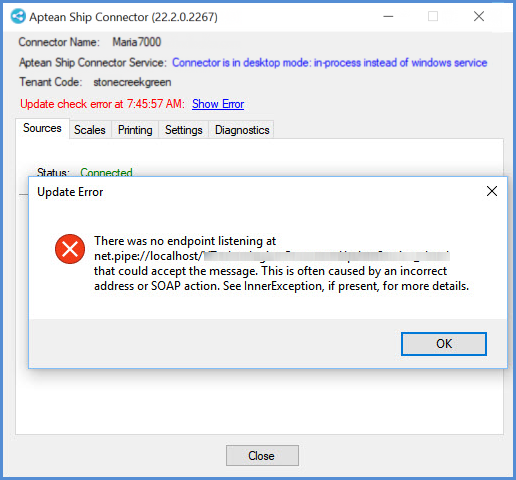 Aptean Ship Connector (22.2.0.2267)
Connector Name: Maria7000
Aptean Ship Connector Service: Connector is in desktop mode: in-process instead of windows service
Tenant Code: stonecreekgreen
Update check error at 7:45:57 AM: Show Error
Sources Scales Printing Settings Diagnostics
Status: Connected
Update Error
There was no endpoint listening at
net.pipe://localhost/
that could accept the message. This is often caused by an incorrect
address or SOAP action. See InnerException, if present, for more details.
OK
Close